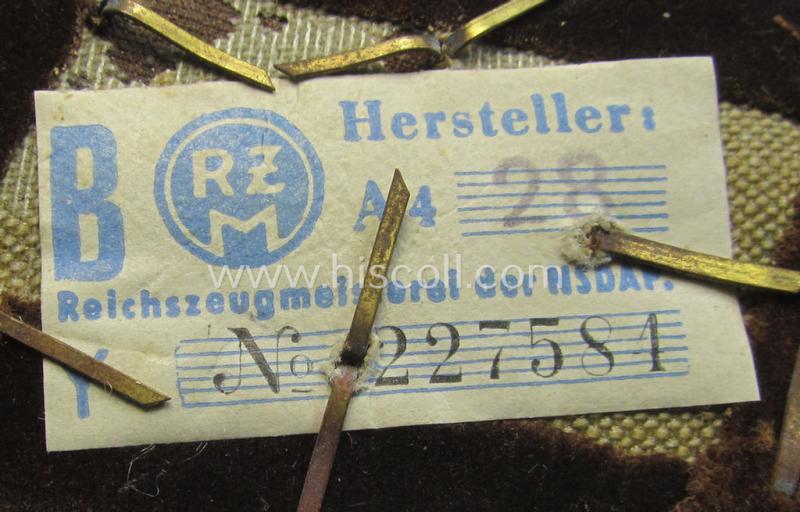 B RZM Hersteller:
A4 28
www.hiscoll.com
Reichszeugmeisterei der NSDAP.
Y No 227584